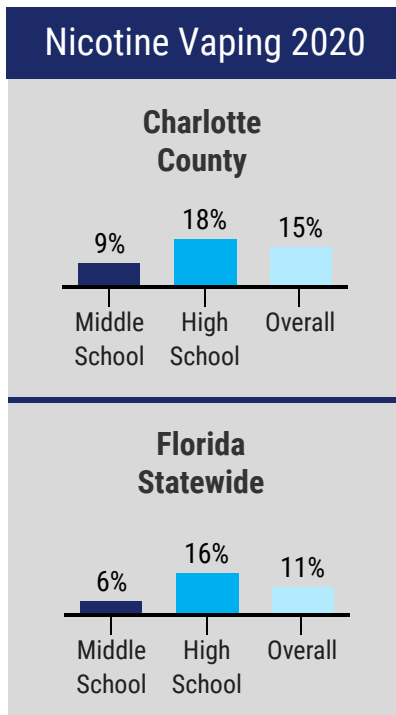 Nicotine Vaping 2020
Charlotte
County
9%
18%
15%
Middle
School
High
School
Overall
Florida
Statewide
6%
16%
11%
Middle
School
High
School
Overall